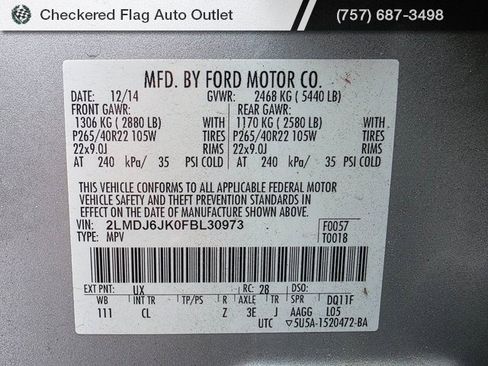 Checkered Flag Auto Outlet (757) 687-3498
MFD. BY FORD MOTOR CO.
DATE: 12/14 GVWR: 2468 KG ( 5440 LB)
FRONT GAWR: REAR GAWR:
1306 KG ( 2880 LB) WITH 1170 KG ( 2580 LB) WITH
P265/40R22 105W TIRES P265/40R22 105W TIRES
22x9.0J RIMS 22x9.0J RIMS
AT 240 kPa/ 35 PSI COLD AT 240 kPa/ 35 PSI COLD
THIS VEHICLE CONFORMS TO ALL APPLICABLE FEDERAL MOTOR
VEHICLE SAFETY AND THEFT PREVENTION STANDARDS IN
EFFECT ON THE DATE OF MANUFACTURE SHOWN ABOVE.
VIN: 2LMDJ6JK0FBL30973 F0057
TYPE: MPV T0018
EXT PNT: UX RC: 28 DSO:
WB INT TR TP/PS R AXLE TR SPR DQ11F
111 CL Z 3E J AAGG L05
UTC ▽5U5A-1520472-BA